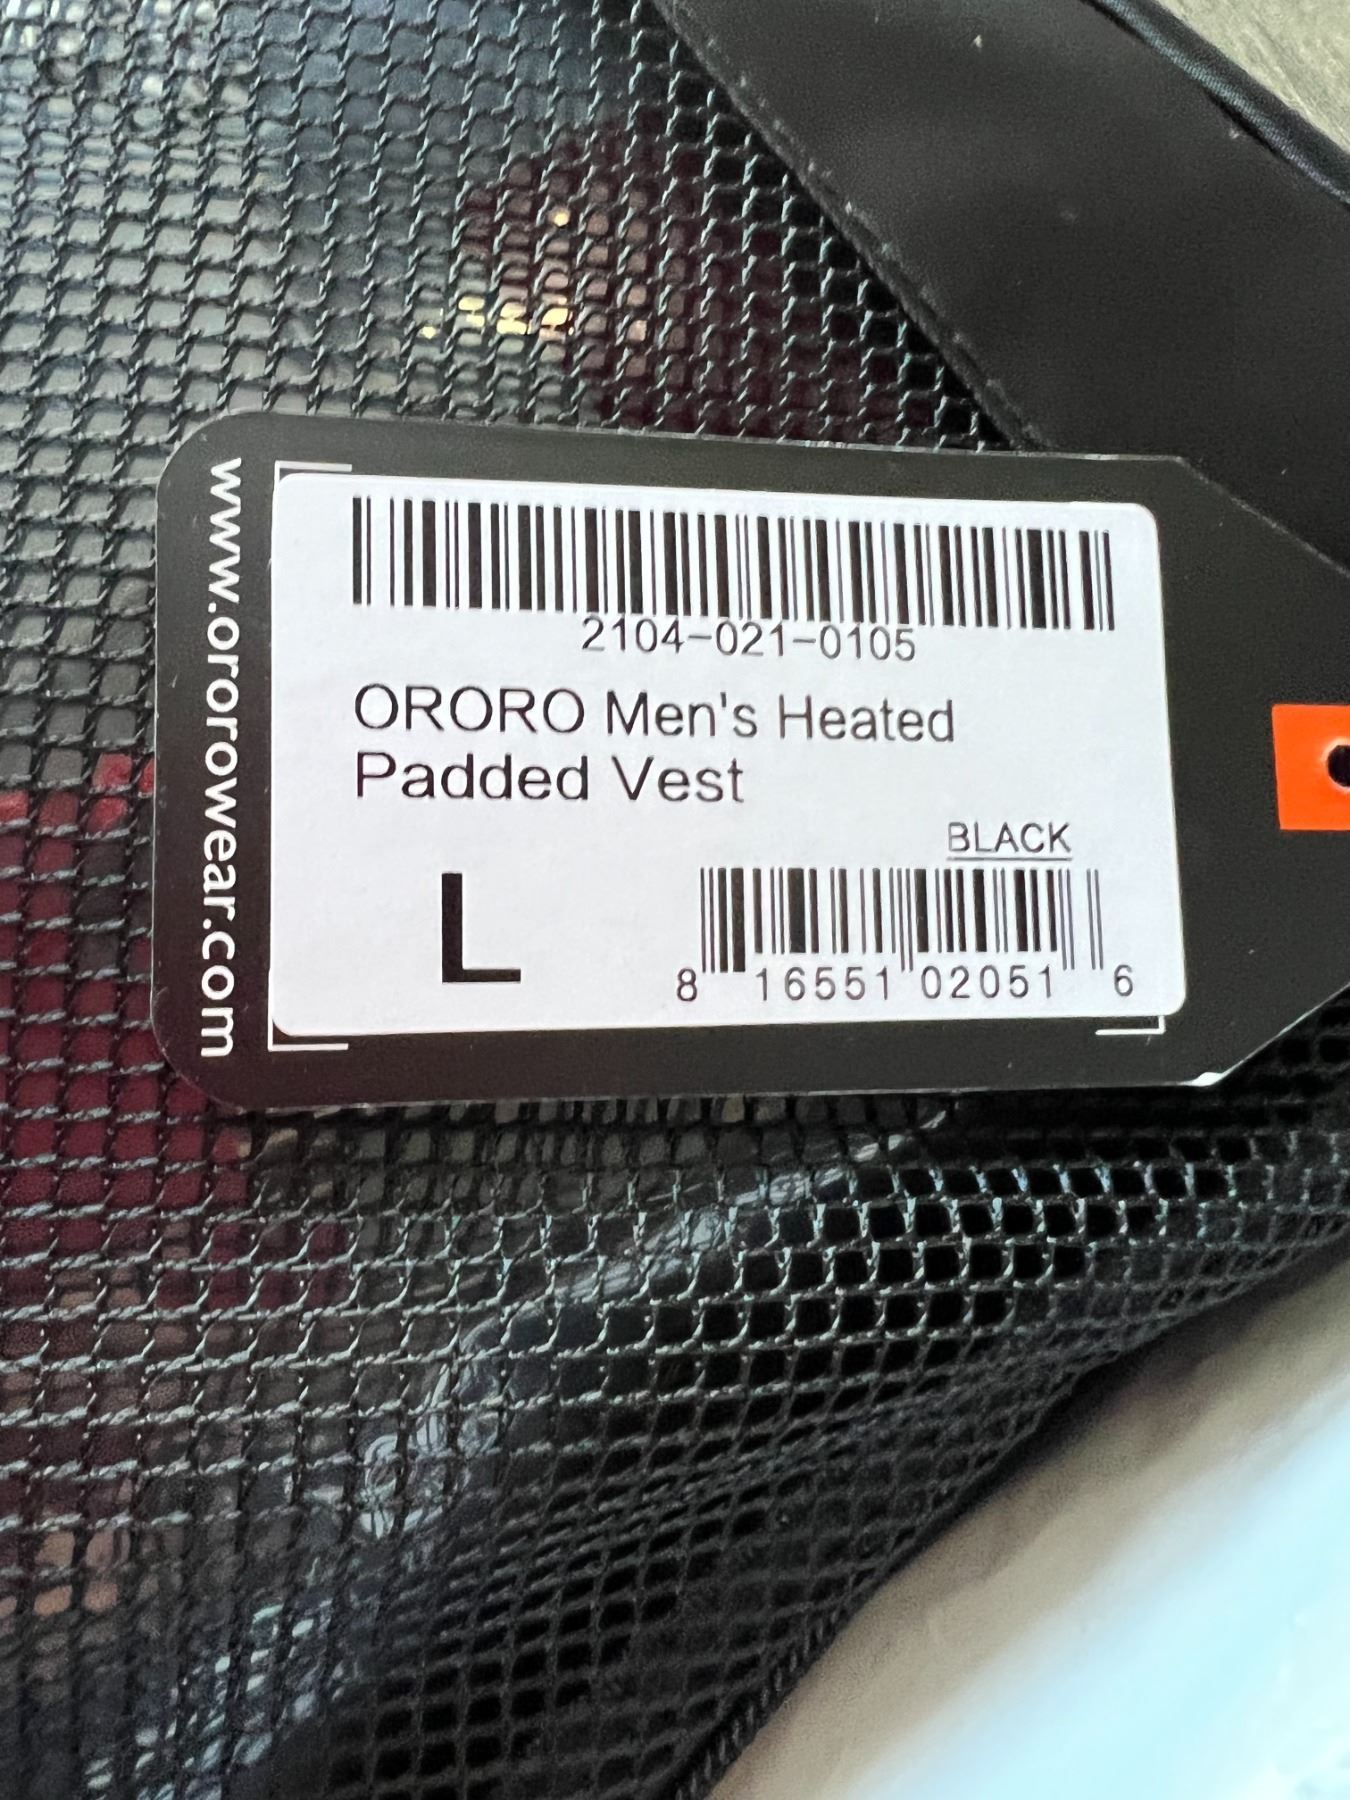 www.ororowear.com
2104-021-0105
ORORO Men's Heated
Padded Vest
BLACK
L
8 16551 02051 6